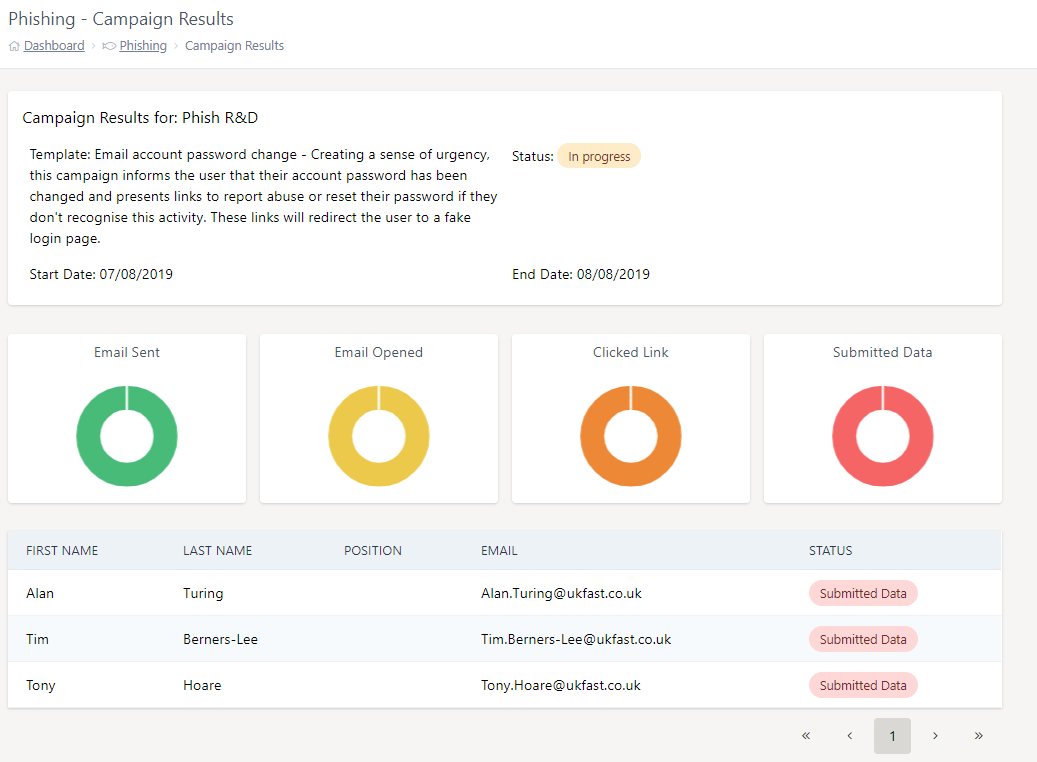 Phishing - Campaign Results
Dashboard › Phishing › Campaign Results
Campaign Results for: Phish R&D
Template: Email account password change - Creating a sense of urgency,
this campaign informs the user that their account password has been
changed and presents links to report abuse or reset their password if they
don't recognise this activity. These links will redirect the user to a fake
login page.
Status: In progress
Start Date: 07/08/2019 End Date: 08/08/2019
Email Sent Email Opened Clicked Link Submitted Data
FIRST NAME LAST NAME POSITION EMAIL STATUS
Alan Turing Alan.Turing@ukfast.co.uk Submitted Data
Tim Berners-Lee Tim.Berners-Lee@ukfast.co.uk Submitted Data
Tony Hoare Tony.Hoare@ukfast.co.uk Submitted Data
« ‹ 1 › »